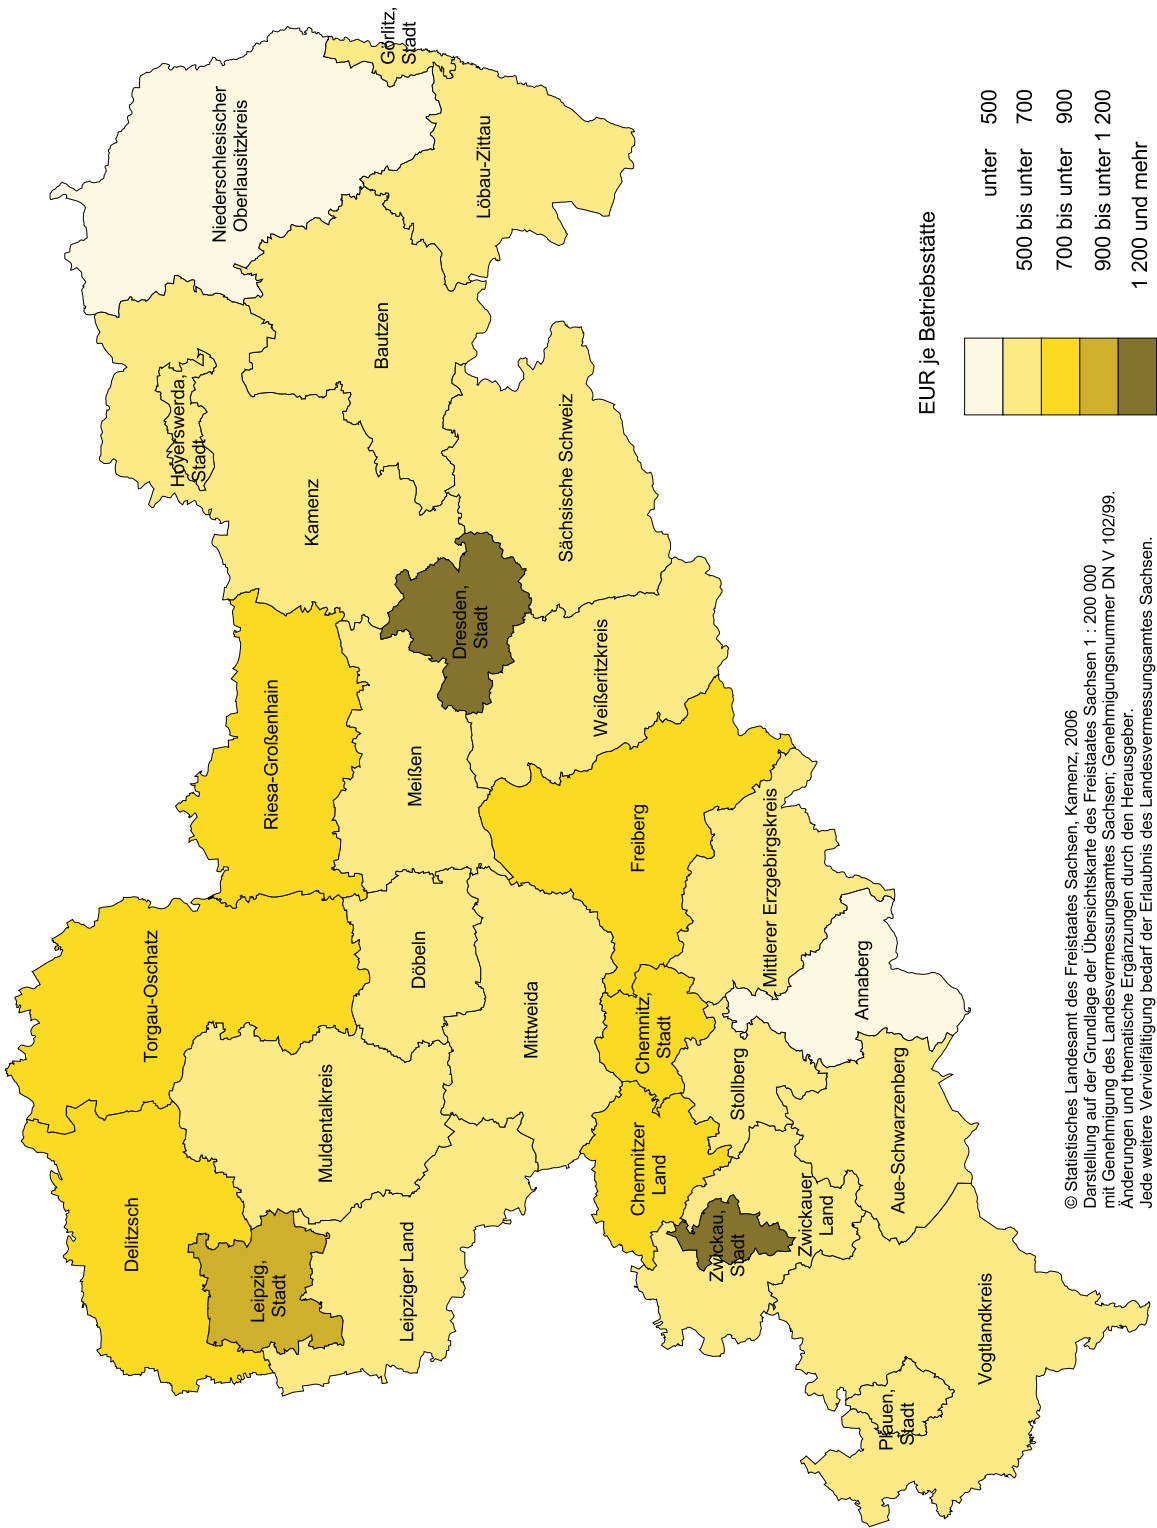 Torgau-Oschatz
Delitzsch
Leipzig,
Stadt
Leipziger Land
Muldentalkreis
Döbeln
Mittweida
Riesa-Großenhain
Meißen
Kamenz
Hoyerswerda,
Stadt
Niederschlesischer
Oberlausitzkreis
Görlitz,
Stadt
Löbau-Zittau
Bautzen
Sächsische Schweiz
Dresden,
Stadt
Weißeritzkreis
Freiberg
Mittlerer Erzgebirgskreis
Annaberg
Chemnitz,
Stadt
Stollberg
Chemnitzer
Land
Aue-Schwarzenberg
Zwickauer
Land
Zwickau,
Stadt
Vogtlandkreis
Plauen,
Stadt
EUR je Betriebsstätte
unter 500
500 bis unter 700
700 bis unter 900
900 bis unter 1 200
1 200 und mehr
© Statistisches Landesamt des Freistaates Sachsen, Kamenz, 2006
Darstellung auf der Grundlage der Übersichtskarte des Freistaates Sachsen 1 : 200 000
mit Genehmigung des Landesvermessungsamtes Sachsen; Genehmigungsnummer DN V 102/99.
Änderungen und thematische Ergänzungen durch den Herausgeber.
Jede weitere Vervielfältigung bedarf der Erlaubnis des Landesvermessungsamtes Sachsen.